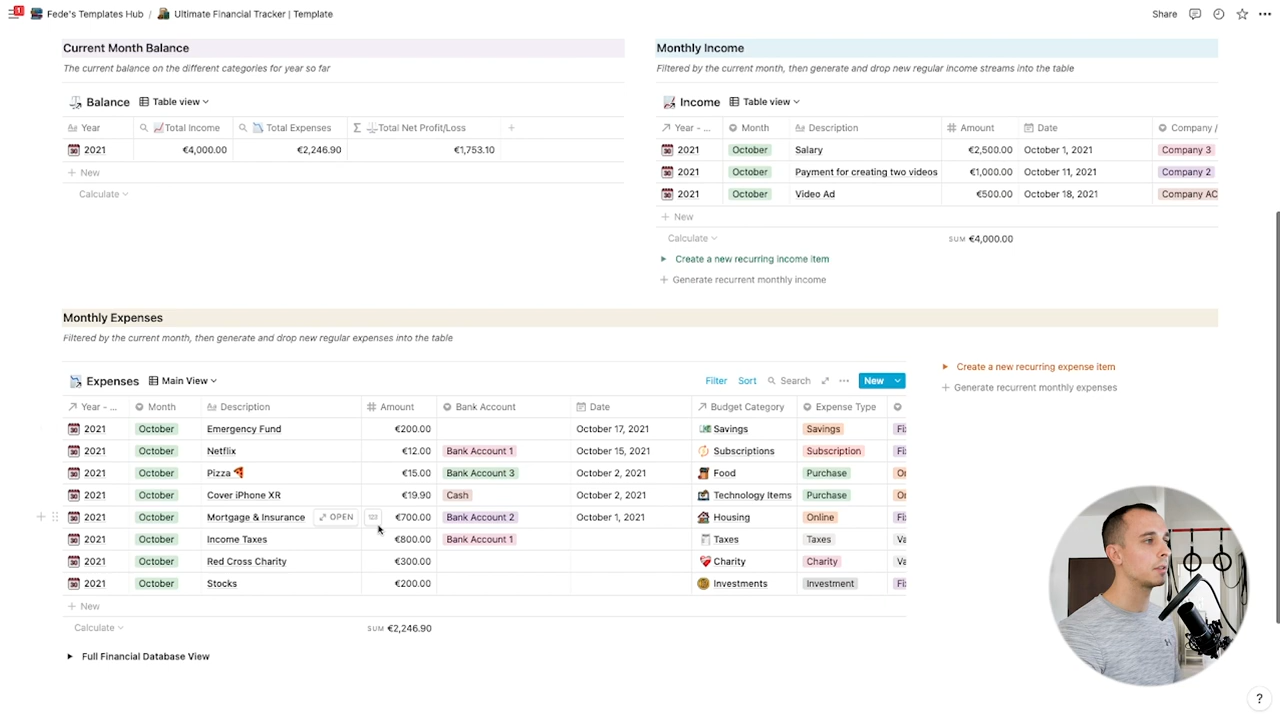 Fede's Templates Hub / Ultimate Financial Tracker | Template Share
Current Month Balance
The current balance on the different categories for year so far
Balance Table view
Year Total Income Total Expenses Total Net Profit/Loss
2021 €4,000.00 €2,246.90 €1,753.10
+ New
Calculate
Monthly Income
Filtered by the current month, then generate and drop new regular income streams into the table
Income Table view
Year - ... Month Description Amount Date Company /
2021 October Salary €2,500.00 October 1, 2021 Company 3
2021 October Payment for creating two videos €1,000.00 October 11, 2021 Company 2
2021 October Video Ad €500.00 October 18, 2021 Company AC
+ New
Calculate SUM €4,000.00
Create a new recurring income item
+ Generate recurrent monthly income
Monthly Expenses
Filtered by the current month, then generate and drop new regular expenses into the table
Expenses Main View Filter Sort Search New
Year - ... Month Description Amount Bank Account Date Budget Category Expense Type
2021 October Emergency Fund €200.00 October 17, 2021 Savings Savings Fi
2021 October Netflix €12.00 Bank Account 1 October 15, 2021 Subscriptions Subscription Fi
2021 October Pizza €15.00 Bank Account 3 October 2, 2021 Food Purchase Or
2021 October Cover iPhone XR €19.90 Cash October 2, 2021 Technology Items Purchase Or
2021 October Mortgage & Insurance OPEN 123 €700.00 Bank Account 2 October 1, 2021 Housing Online Fi
2021 October Income Taxes €800.00 Bank Account 1 Taxes Taxes Va
2021 October Red Cross Charity €300.00 Charity Charity Va
2021 October Stocks €200.00 Investments Investment Fi
+ New
Calculate SUM €2,246.90
Create a new recurring expense item
+ Generate recurrent monthly expenses
Full Financial Database View
?